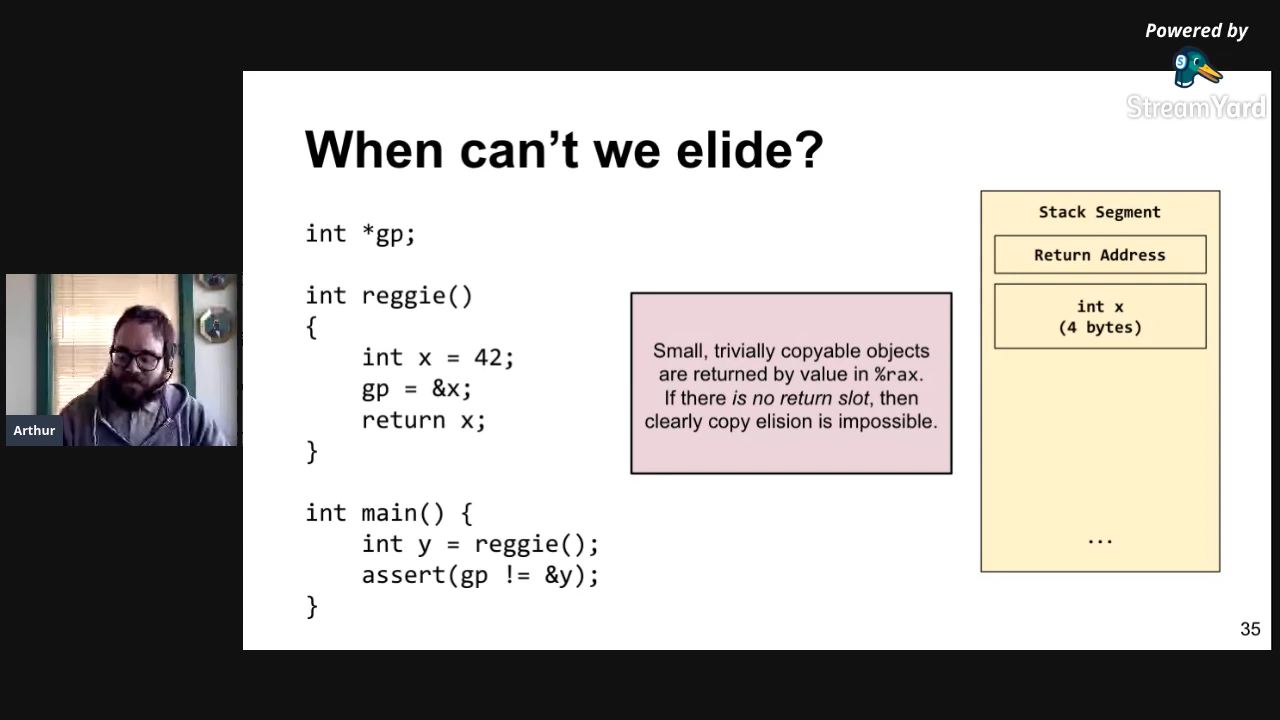 Powered by
StreamYard
When can’t we elide?
int *gp;
int reggie()
{
    int x = 42;
    gp = &x;
    return x;
}
int main() {
    int y = reggie();
    assert(gp != &y);
}
Small, trivially copyable objects
are returned by value in %rax.
If there is no return slot, then
clearly copy elision is impossible.
Stack Segment
Return Address
int x
(4 bytes)
...
Arthur
35